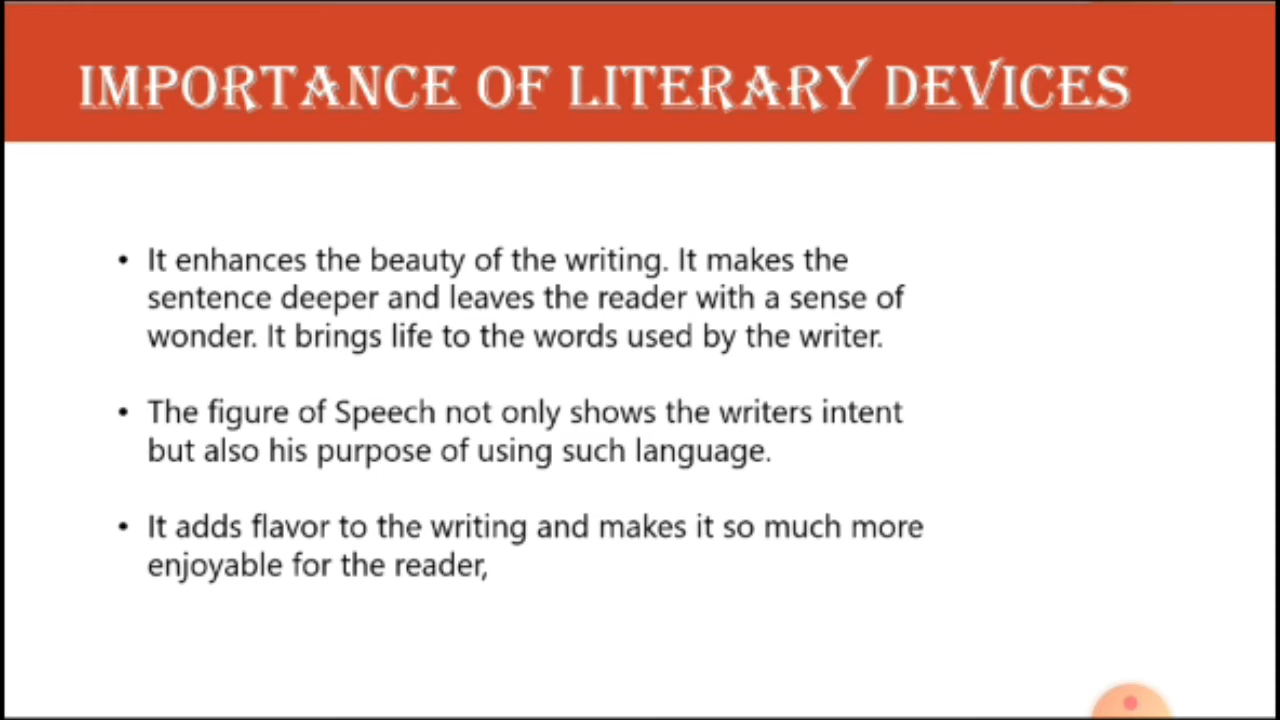 IMPORTANCE OF LITERARY DEVICES
• It enhances the beauty of the writing. It makes the
sentence deeper and leaves the reader with a sense of
wonder. It brings life to the words used by the writer.
• The figure of Speech not only shows the writers intent
but also his purpose of using such language.
• It adds flavor to the writing and makes it so much more
enjoyable for the reader,